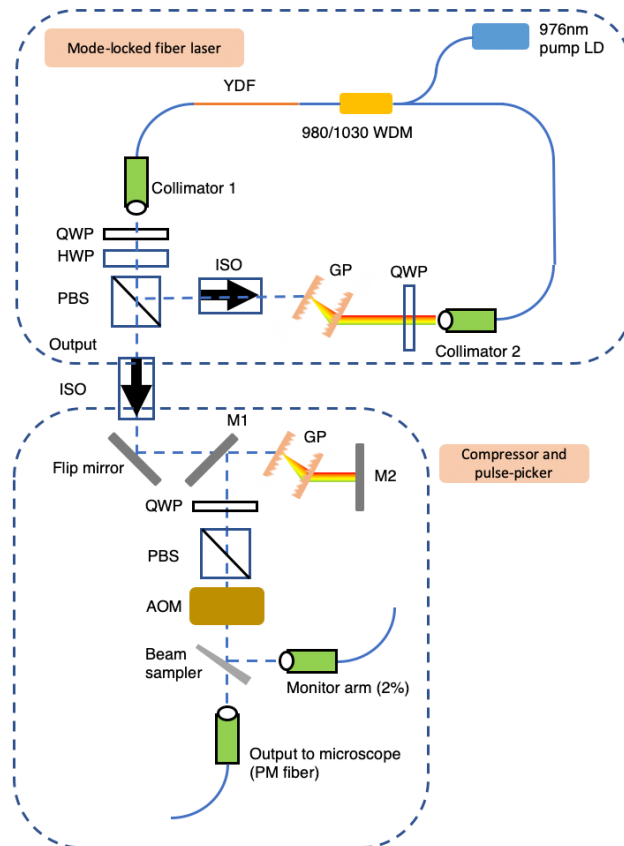 Mode-locked fiber laser
976nm
pump LD
YDF
980/1030 WDM
Collimator 1
QWP
HWP
ISO
GP
QWP
PBS
Output
Collimator 2
ISO
M1
GP
Flip mirror
M2
Compressor and
pulse-picker
QWP
PBS
AOM
Beam
sampler
Monitor arm (2%)
Output to microscope
(PM fiber)